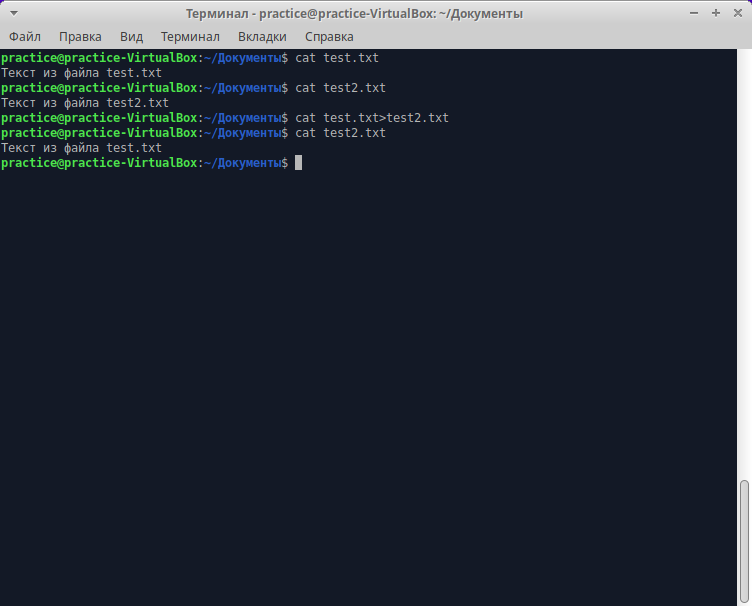 Терминал - practice@practice-VirtualBox: ~/Документы
Файл Правка Вид Терминал Вкладки Справка
practice@practice-VirtualBox:~/Документы$ cat test.txt
Текст из файла test.txt
practice@practice-VirtualBox:~/Документы$ cat test2.txt
Текст из файла test2.txt
practice@practice-VirtualBox:~/Документы$ cat test.txt>test2.txt
practice@practice-VirtualBox:~/Документы$ cat test2.txt
Текст из файла test.txt
practice@practice-VirtualBox:~/Документы$